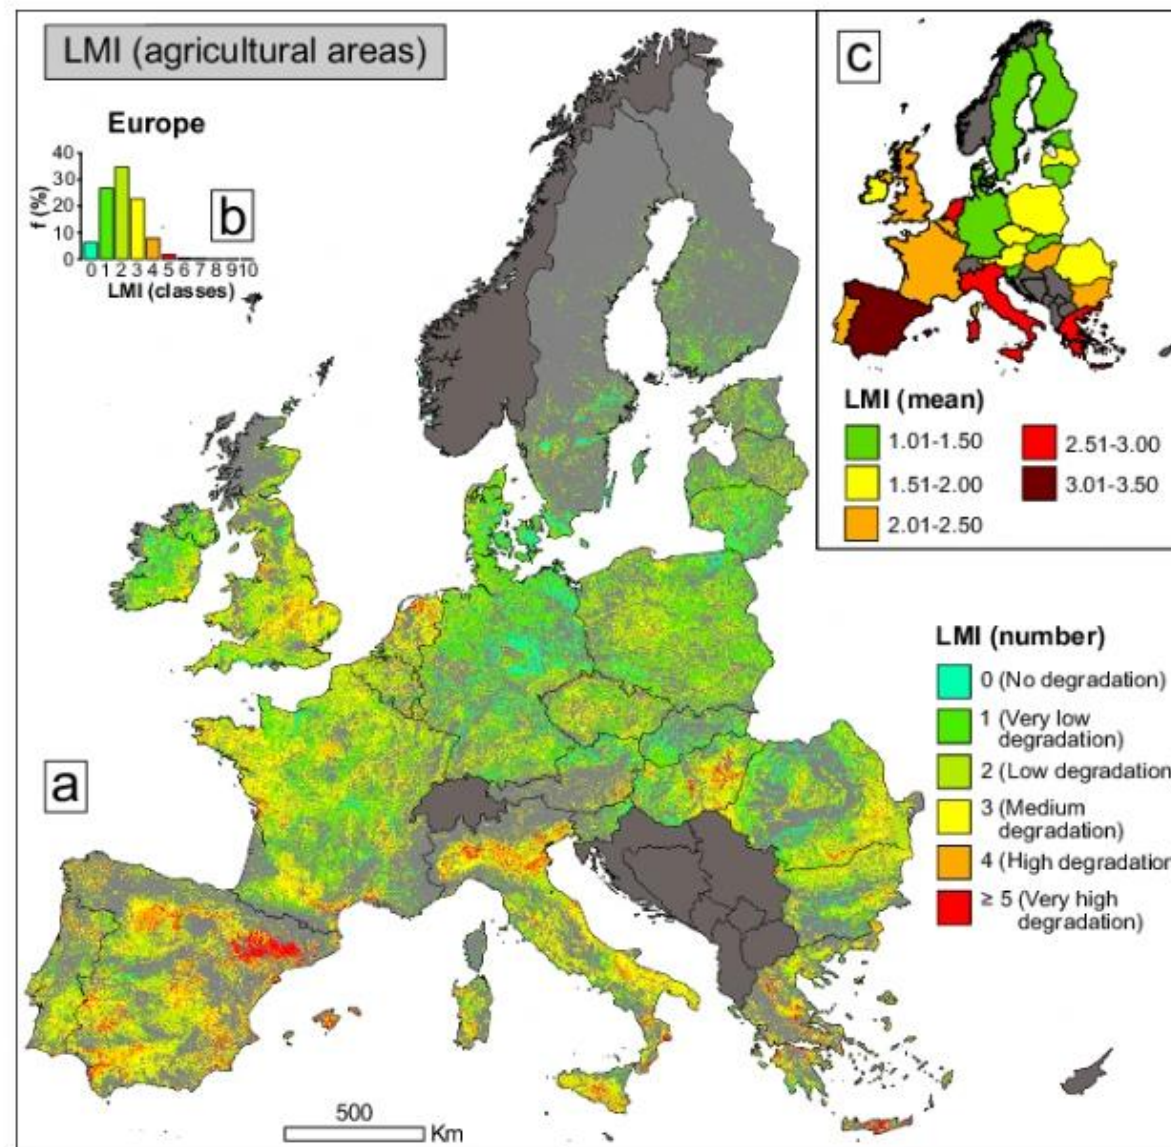 LMI (agricultural areas)
Europe
f (%)
40
30
20
10
0
0 1 2 3 4 5 6 7 8 9 10
LMI (classes)
b
c
LMI (mean)
1.01-1.50
1.51-2.00
2.01-2.50
2.51-3.00
3.01-3.50
a
LMI (number)
0 (No degradation)
1 (Very low
degradation)
2 (Low degradation
3 (Medium
degradation)
4 (High degradation
≥ 5 (Very high
degradation)
500
Km